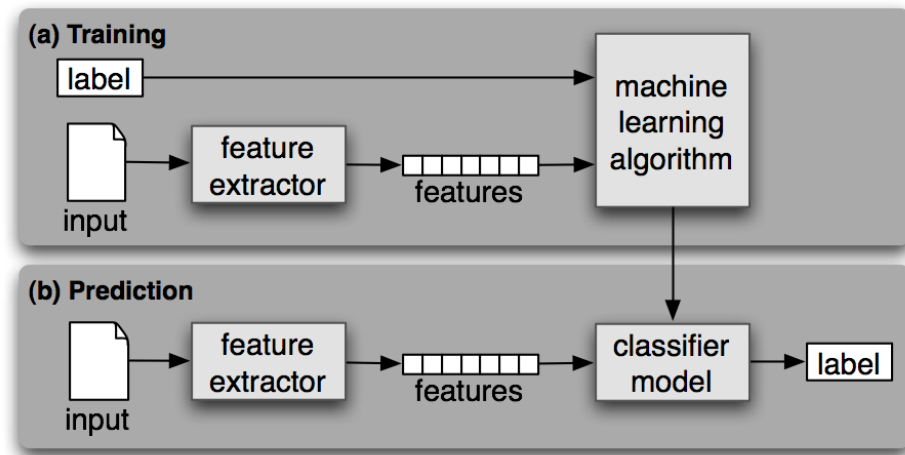 (a) Training
label
machine
learning
algorithm
feature
extractor
features
input
(b) Prediction
feature
extractor
features
classifier
model
label
input